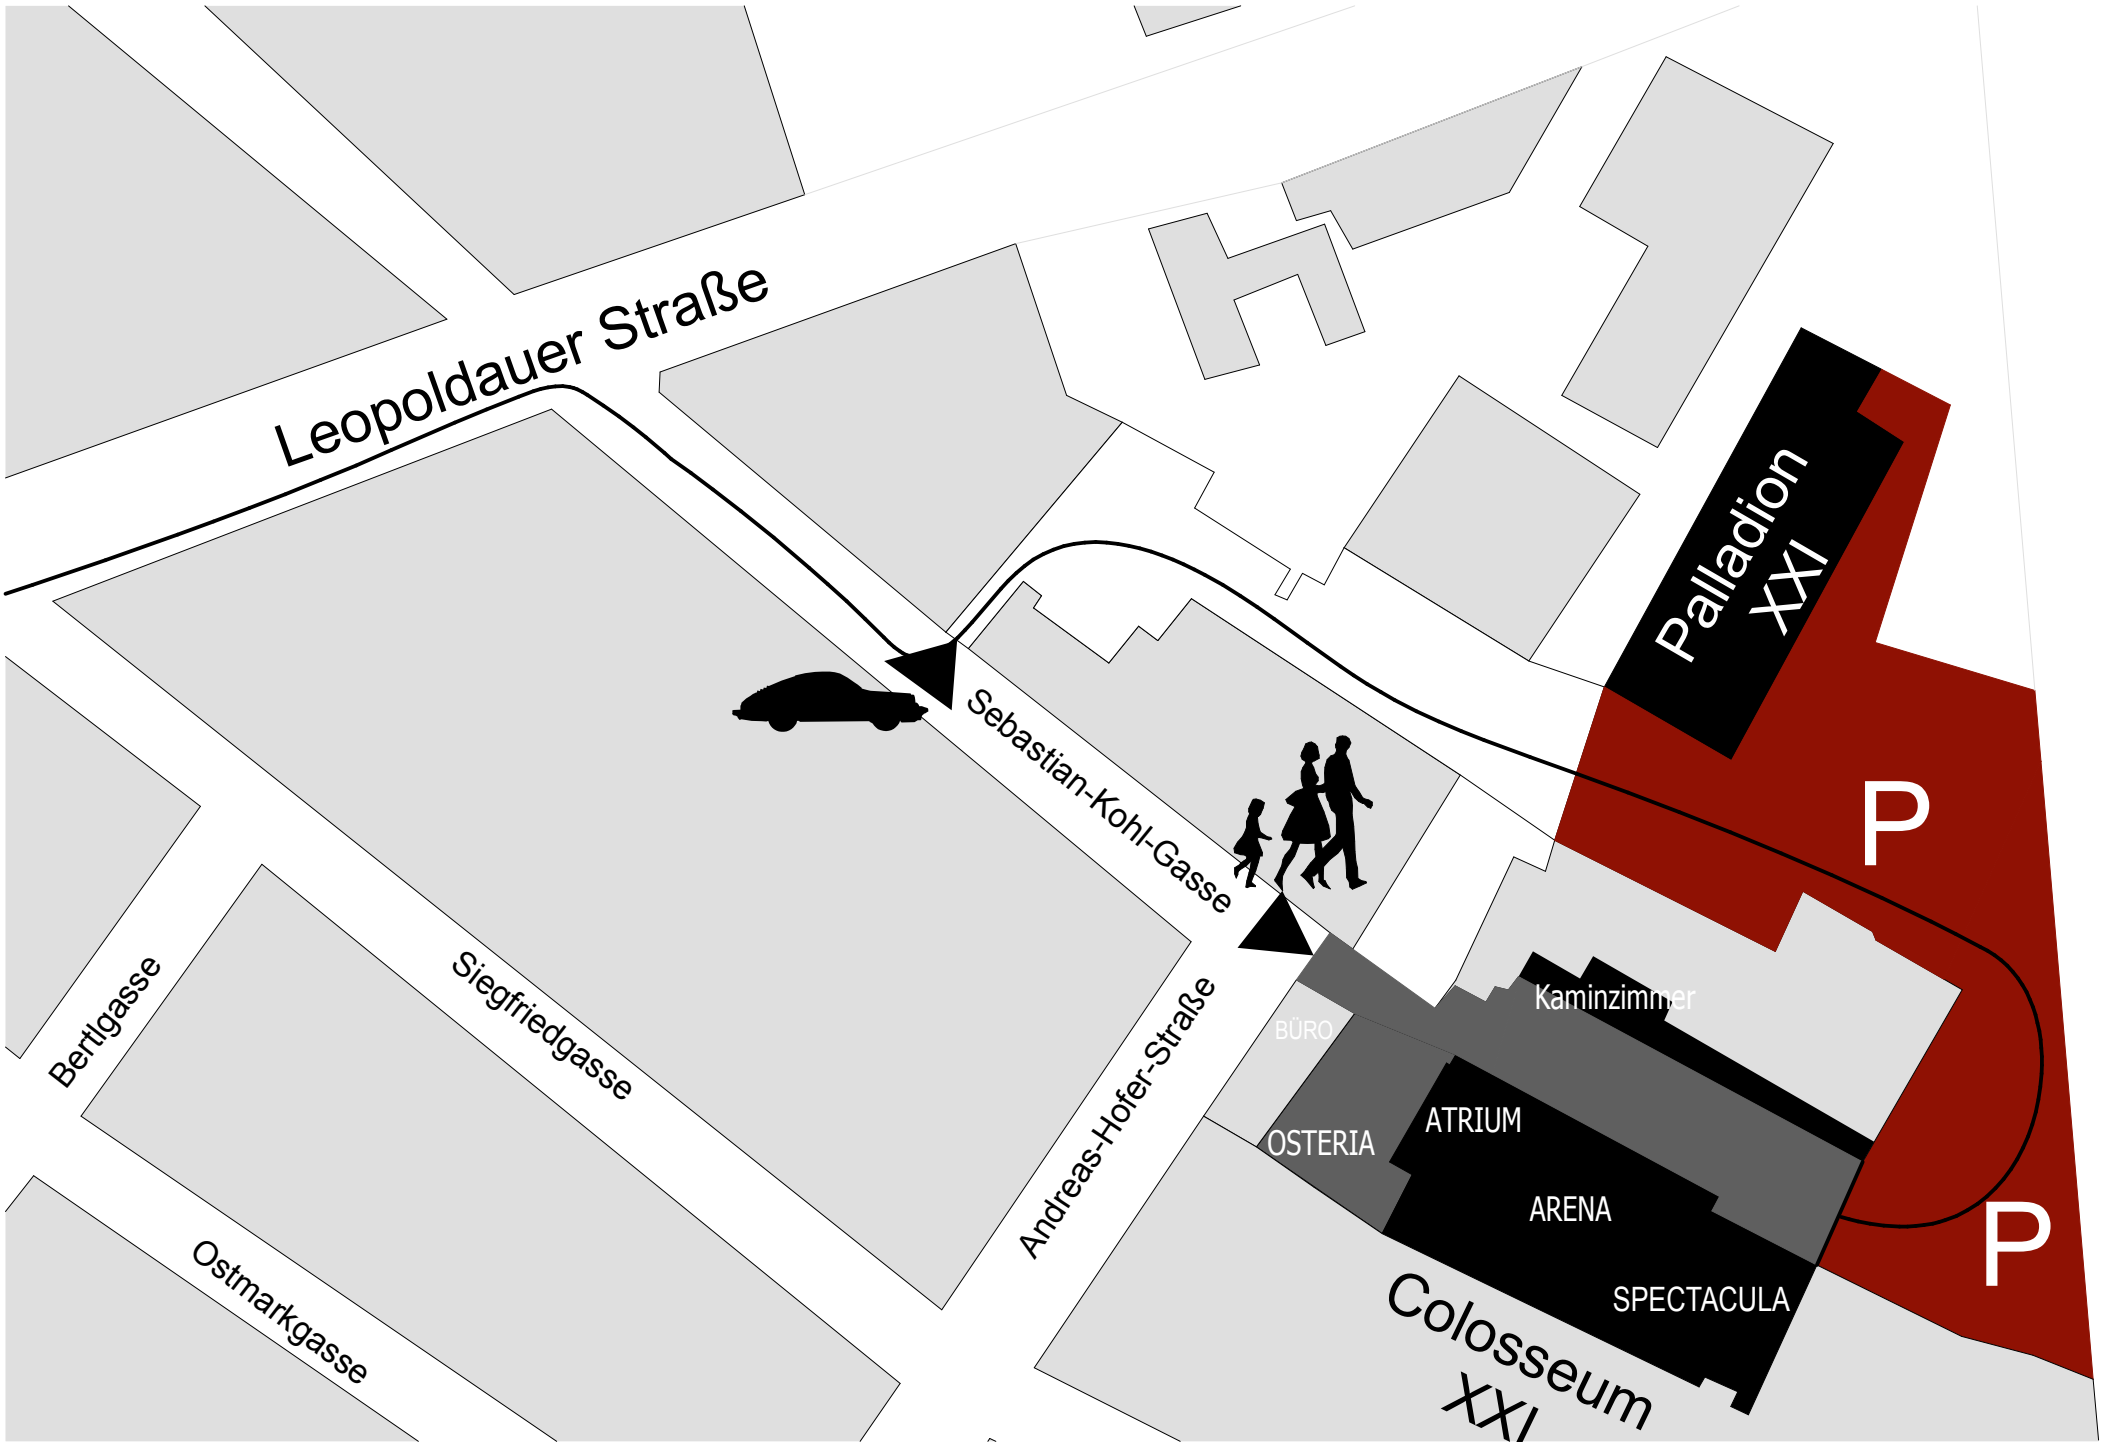 Leopoldauer Straße
Palladion
XXI
Sebastian-Kohl-Gasse
P
Bertlgasse
Siegfriedgasse
Andreas-Hofer-Straße
Kaminzimmer
BÜRO
OSTERIA
ATRIUM
ARENA
P
SPECTACULA
Ostmarkgasse
Colosseum
XXI